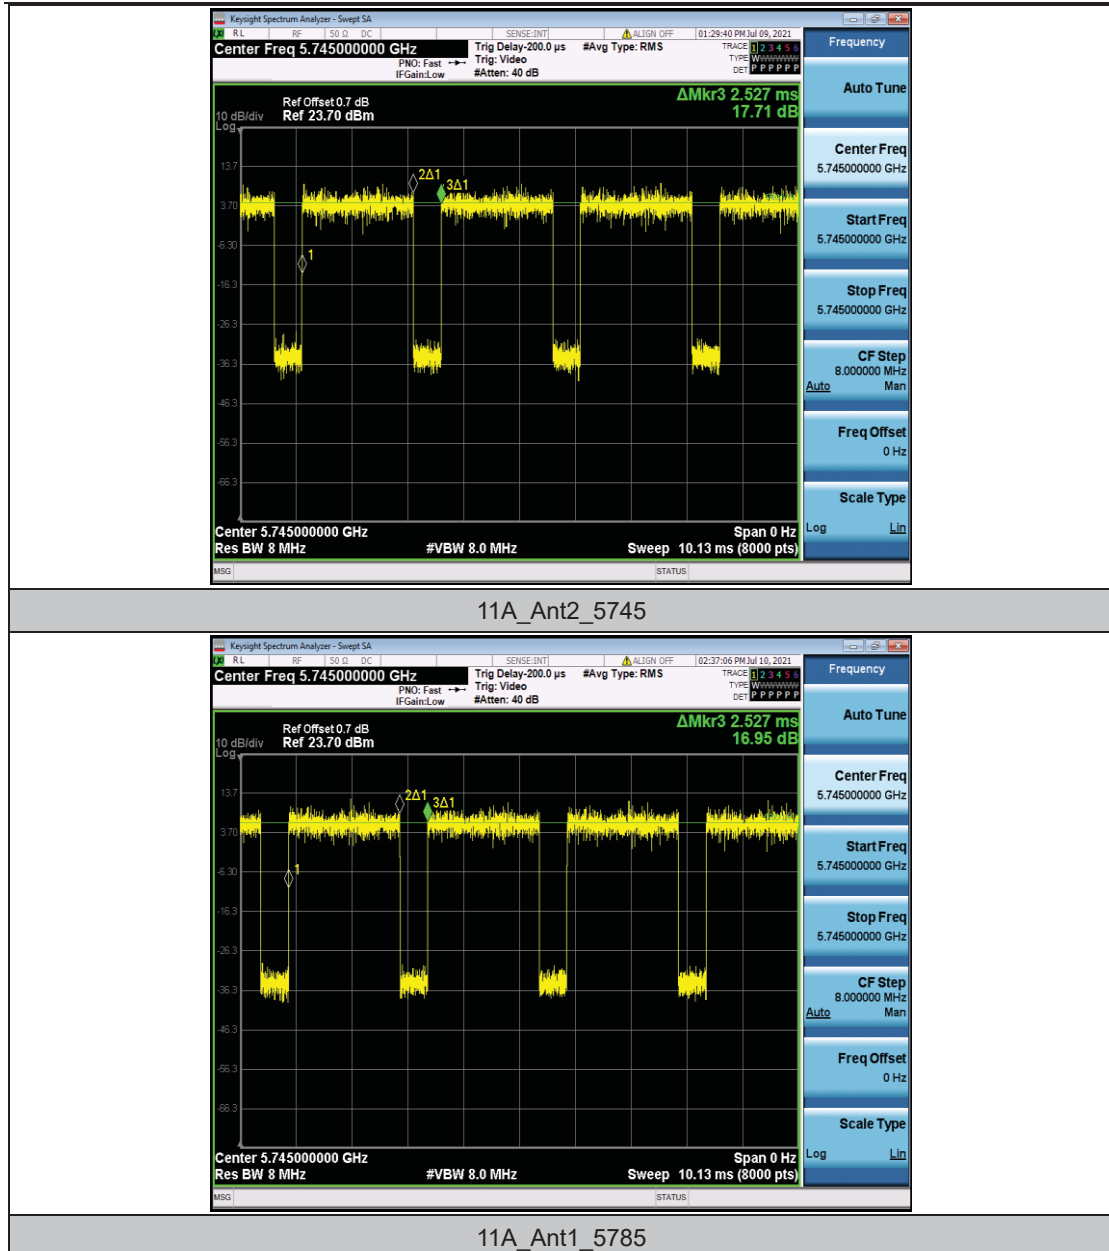 Keysight Spectrum Analyzer - Swept SA
LXI RL RF 50 Ω DC SENSE:INT ALIGN OFF 01:29:40 PM Jul 09, 2021
Center Freq 5.745000000 GHz
PNO: Fast
IFGain:Low
Trig Delay-200.0 µs
Trig: Video
#Atten: 40 dB
#Avg Type: RMS
TRACE 1 2 3 4 5 6
TYPE WWWWWW
DET P P P P P P
ΔMkr3 2.527 ms
17.71 dB
Ref Offset 0.7 dB
10 dB/div Ref 23.70 dBm
Log
13.7
3.70
-6.30
-16.3
-26.3
-36.3
-46.3
-56.3
-66.3
1
2Δ1
3Δ1
Center 5.745000000 GHz Span 0 Hz
Res BW 8 MHz #VBW 8.0 MHz Sweep 10.13 ms (8000 pts)
MSG STATUS
Frequency
Auto Tune
Center Freq
5.745000000 GHz
Start Freq
5.745000000 GHz
Stop Freq
5.745000000 GHz
CF Step
8.000000 MHz
Auto Man
Freq Offset
0 Hz
Scale Type
Log Lin
11A_Ant2_5745
Keysight Spectrum Analyzer - Swept SA
LXI RL RF 50 Ω DC SENSE:INT ALIGN OFF 02:37:06 PM Jul 10, 2021
Center Freq 5.745000000 GHz
PNO: Fast
IFGain:Low
Trig Delay-200.0 µs
Trig: Video
#Atten: 40 dB
#Avg Type: RMS
TRACE 1 2 3 4 5 6
TYPE WWWWWW
DET P P P P P P
ΔMkr3 2.527 ms
16.95 dB
Ref Offset 0.7 dB
10 dB/div Ref 23.70 dBm
Log
13.7
3.70
-6.30
-16.3
-26.3
-36.3
-46.3
-56.3
-66.3
1
2Δ1
3Δ1
Center 5.745000000 GHz Span 0 Hz
Res BW 8 MHz #VBW 8.0 MHz Sweep 10.13 ms (8000 pts)
MSG STATUS
Frequency
Auto Tune
Center Freq
5.745000000 GHz
Start Freq
5.745000000 GHz
Stop Freq
5.745000000 GHz
CF Step
8.000000 MHz
Auto Man
Freq Offset
0 Hz
Scale Type
Log Lin
11A_Ant1_5785